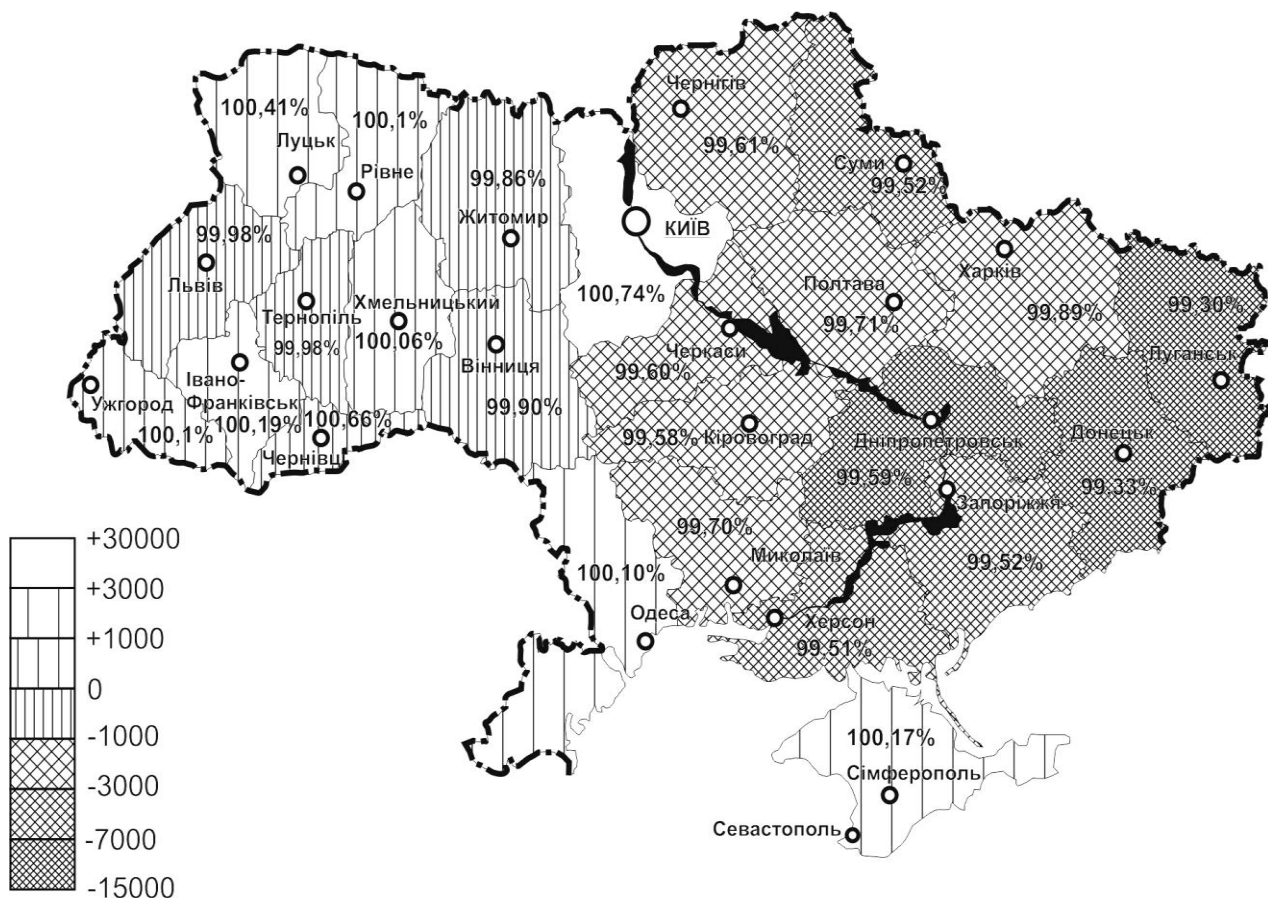 Чернігів
99,61%
Суми
99,52%
100,41%
Луцьк
100,1%
Рівне
99,86%
Житомир
КИЇВ
99,98%
Львів
Тернопіль
99,98%
Хмельницький
100,06%
Вінниця
99,90%
100,74%
Полтава
99,71%
Харків
99,89%
99,30%
Луганськ
Черкаси
99,60%
Ужгород
100,1%
Івано-
Франківськ
100,19%
100,66%
Чернівці
99,58%
Кіровоград
Дніпропетровськ
99,59%
Донецьк
99,33%
Запоріжжя
99,52%
99,70%
Миколаїв
100,10%
Одеса
Херсон
99,51%
100,17%
Сімферополь
Севастополь
+30000
+3000
+1000
0
-1000
-3000
-7000
-15000